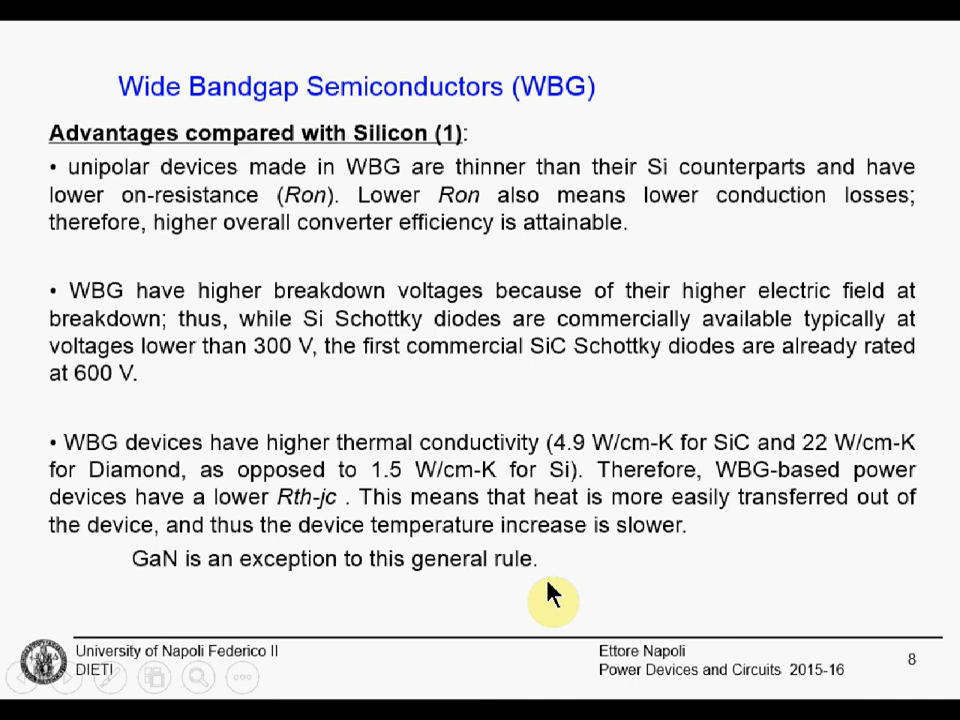 Wide Bandgap Semiconductors (WBG)
Advantages compared with Silicon (1):
• unipolar devices made in WBG are thinner than their Si counterparts and have
lower on-resistance (Ron). Lower Ron also means lower conduction losses;
therefore, higher overall converter efficiency is attainable.
• WBG have higher breakdown voltages because of their higher electric field at
breakdown; thus, while Si Schottky diodes are commercially available typically at
voltages lower than 300 V, the first commercial SiC Schottky diodes are already rated
at 600 V.
• WBG devices have higher thermal conductivity (4.9 W/cm-K for SiC and 22 W/cm-K
for Diamond, as opposed to 1.5 W/cm-K for Si). Therefore, WBG-based power
devices have a lower Rth-jc . This means that heat is more easily transferred out of
the device, and thus the device temperature increase is slower.
GaN is an exception to this general rule.
University of Napoli Federico II
DIETI
Ettore Napoli
Power Devices and Circuits 2015-16
8